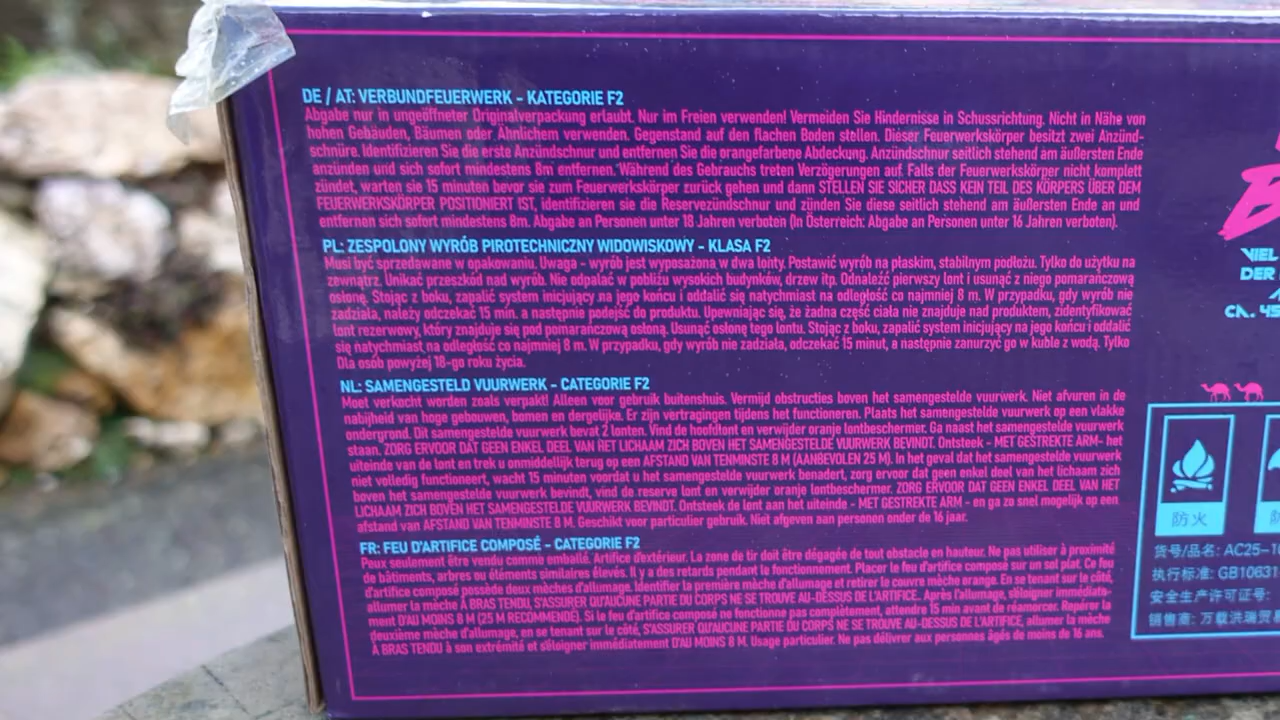 DE / AT: VERBUNDFEUERWERK - KATEGORIE F2
Abgabe nur in ungeöffneter Originalverpackung erlaubt. Nur im Freien verwenden! Vermeiden Sie Hindernisse in Schussrichtung. Nicht in Nähe von
hohen Gebäuden, Bäumen oder Ähnlichem verwenden. Gegenstand auf den flachen Boden stellen. Dieser Feuerwerkskörper besitzt zwei Anzünd-
schnüre. Identifizieren Sie die erste Anzündschnur und entfernen Sie die orangefarbene Abdeckung. Anzündschnur seitlich stehend am äußersten Ende
anzünden und sich sofort mindestens 8m entfernen. Während des Gebrauchs treten Verzögerungen auf. Falls der Feuerwerkskörper nicht komplett
zündet, warten sie 15 minuten bevor sie zum Feuerwerkskörper zurück gehen und dann STELLEN SIE SICHER DASS KEIN TEIL DES KÖRPERS ÜBER DEM
FEUERWERKSKÖRPER POSITIONIERT IST, identifizieren sie die Reservezündschnur und zünden Sie diese seitlich stehend am äußersten Ende an und
entfernen sich sofort mindestens 8m. Abgabe an Personen unter 18 Jahren verboten (In Österreich: Abgabe an Personen unter 16 Jahren verboten).
PL: ZESPOLONY WYRÓB PIROTECHNICZNY WIDOWISKOWY - KLASA F2
Musi być sprzedawane w opakowaniu. Uwaga - wyrób jest wyposażona w dwa lonty. Postawić wyrób na płaskim, stabilnym podłożu. Tylko do użytku na
zewnątrz. Unikać przeszkód nad wyrób. Nie odpalać w pobliżu wysokich budynków, drzew itp. Odnaleźć pierwszy lont i usunąć z niego pomarańczową
osłonę. Stojąc z boku, zapalić system inicjujący na jego końcu i oddalić się natychmiast na odległość co najmniej 8 m. W przypadku, gdy wyrób nie
zadziała, należy odczekać 15 min. a następnie podejść do produktu. Upewniając się, że żadna część ciała nie znajduje nad produktem, zidentyfikować
lont rezerwowy, który znajduje się pod pomarańczową osłoną. Usunąć osłonę tego lontu. Stojąc z boku, zapalić system inicjujący na jego końcu i oddalić
się natychmiast na odległość co najmniej 8 m. W przypadku, gdy wyrób nie zadziała, odczekać 15 minut, a następnie zanurzyć go w kuble z wodą. Tylko
Dla osób powyżej 18-go roku życia.
NL: SAMENGESTELD VUURWERK - CATEGORIE F2
Moet verkocht worden zoals verpakt! Alleen voor gebruik buitenshuis. Vermijd obstructies boven het samengestelde vuurwerk. Niet afvuren in de
nabijheid van hoge gebouwen, bomen en dergelijke. Er zijn vertragingen tijdens het functioneren. Plaats het samengestelde vuurwerk op een vlakke
ondergrond. Dit samengestelde vuurwerk bevat 2 lonten. Vind de hoofdlont en verwijder oranje lontbeschermer. Ga naast het samengestelde vuurwerk
staan. ZORG ERVOOR DAT GEEN ENKEL DEEL VAN HET LICHAAM ZICH BOVEN HET SAMENGESTELDE VUURWERK BEVINDT. Ontsteek - MET GESTREKTE ARM- het
uiteinde van de lont en trek u onmiddellijk terug op een AFSTAND VAN TENMINSTE 8 M (AANBEVOLEN 25 M). In het geval dat het samengestelde vuurwerk
niet volledig functioneert, wacht 15 minuten voordat u het samengestelde vuurwerk benadert, zorg ervoor dat geen enkel deel van het lichaam zich
boven het samengestelde vuurwerk bevindt, vind de reserve lont en verwijder oranje lontbeschermer. ZORG ERVOOR DAT GEEN ENKEL DEEL VAN HET
LICHAAM ZICH BOVEN HET SAMENGESTELDE VUURWERK BEVINDT. Ontsteek de lont aan het uiteinde - MET GESTREKTE ARM - en ga zo snel mogelijk op een
afstand van AFSTAND VAN TENMINSTE 8 M. Geschikt voor particulier gebruik. Niet afgeven aan personen onder de 16 jaar.
FR: FEU D'ARTIFICE COMPOSÉ - CATEGORIE F2
Peux seulement être vendu comme emballé. Artifice d'extérieur. La zone de tir doit être dégagée de tout obstacle en hauteur. Ne pas utiliser à proximité
de bâtiments, arbres ou éléments similaires élevés. Il y a des retards pendant le fonctionnement. Placer le feu d'artifice composé sur un sol plat. Ce feu
d'artifice composé possède deux mèches d'allumage. Identifier la première mèche d'allumage et retirer le couvre mèche orange. En se tenant sur le côté,
allumer la mèche À BRAS TENDU, S'ASSURER QU'AUCUNE PARTIE DU CORPS NE SE TROUVE AU-DESSUS DE L'ARTIFICE. Après l'allumage, s'éloigner immédiate-
ment D'AU MOINS 8 M (25 M RECOMMENDÉ). Si le feu d'artifice composé ne fonctionne pas complètement, attendre 15 min avant de réamorcer. Repérer la
deuxième mèche d'allumage, en se tenant sur le côté, S'ASSURER QU'AUCUNE PARTIE DU CORPS NE SE TROUVE AU-DESSUS DE L'ARTIFICE, allumer la mèche
À BRAS TENDU à son extrémité et s'éloigner immédiatement D'AU MOINS 8 M. Usage particulier. Ne pas délivrer aux personnes âgés de moins de 16 ans.
VIEL
DER
CA. 45
防火
货号/品名: AC25-1
执行标准: GB10631
安全生产许可证号:
销售商: 万载洪瑞贸